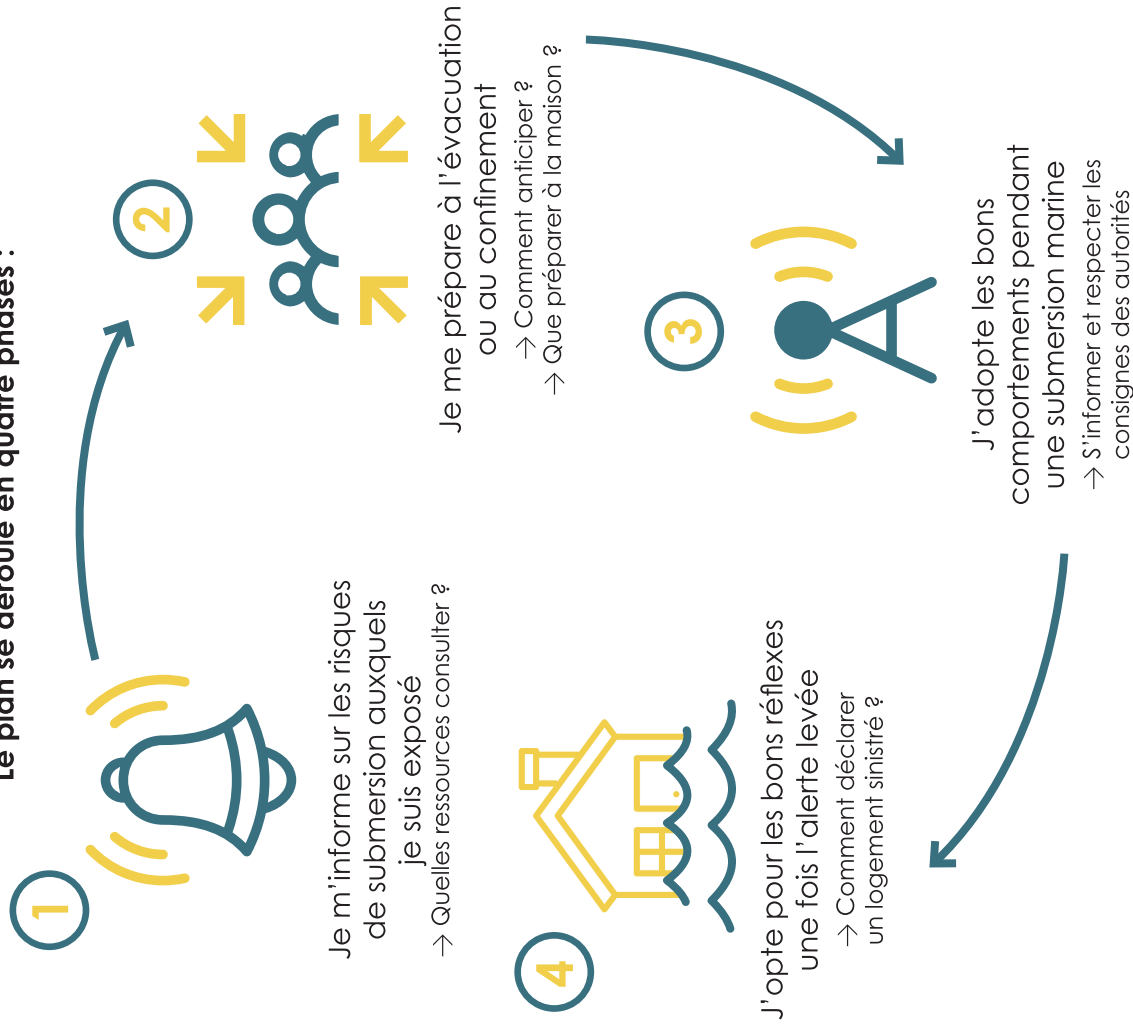 Le plan se déroule en quatre phases :
1
Je m'informe sur les risques
de submersion auxquels
je suis exposé
→ Quelles ressources consulter ?
2
Je me prépare à l'évacuation
ou au confinement
→ Comment anticiper ?
→ Que préparer à la maison ?
3
J'adopte les bons
comportements pendant
une submersion marine
→ S'informer et respecter les
consignes des autorités
4
J'opte pour les bons réflexes
une fois l'alerte levée
→ Comment déclarer
un logement sinistré ?